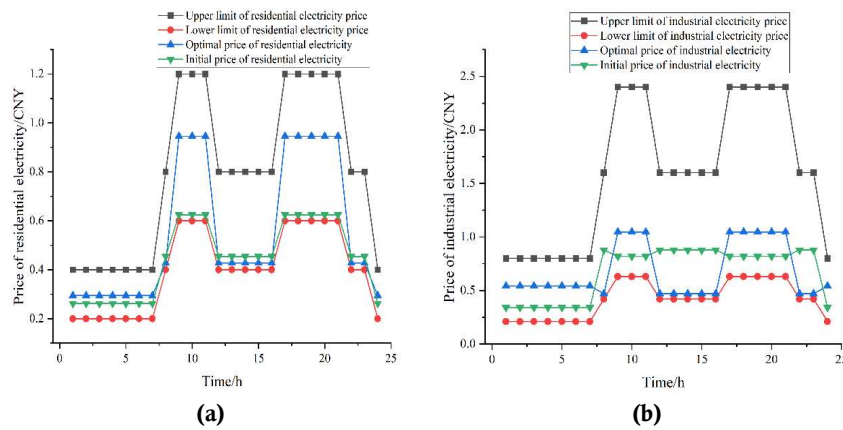 Upper limit of residential electricity price
Lower limit of residential electricity price
Optimal price of residential electricity
Initial price of residential electricity
Price of residential electricity/CNY
1.2
1.0
0.8
0.6
0.4
0.2
0
5
10
15
20
25
Time/h
(a)
Upper limit of industrial electricity price
Lower limit of industrial electricity price
Optimal price of industrial electricity
Initial price of industrial electricity
Price of industrial electricity/CNY
2.5
2.0
1.5
1.0
0.5
0.0
0
5
10
15
20
25
Time/h
(b)